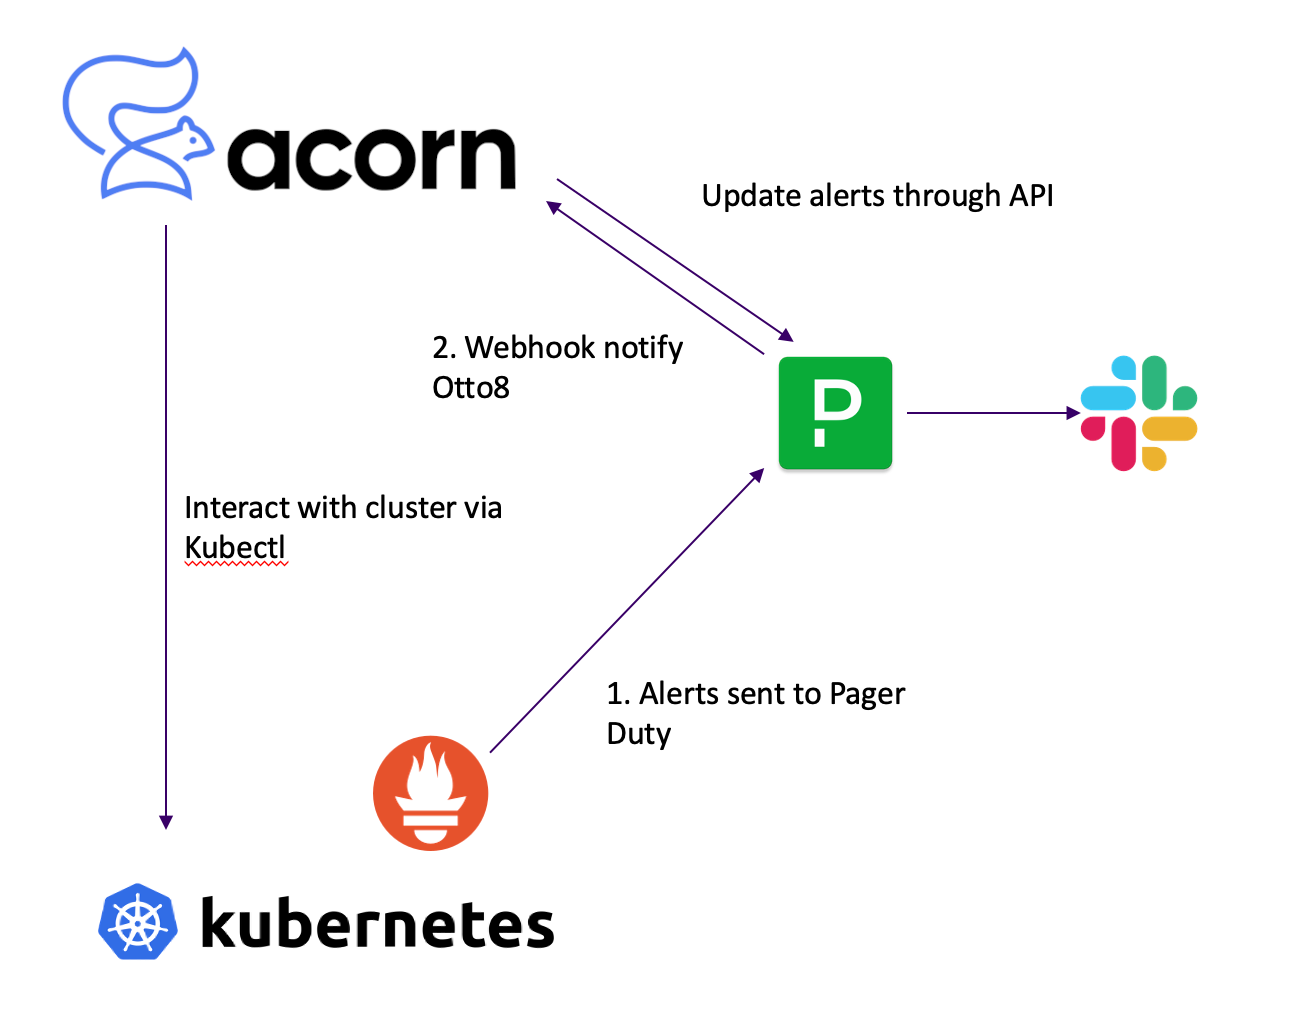 acorn
Update alerts through API
2. Webhook notify
Otto8
P
Interact with cluster via
Kubectl
1. Alerts sent to Pager
Duty
kubernetes